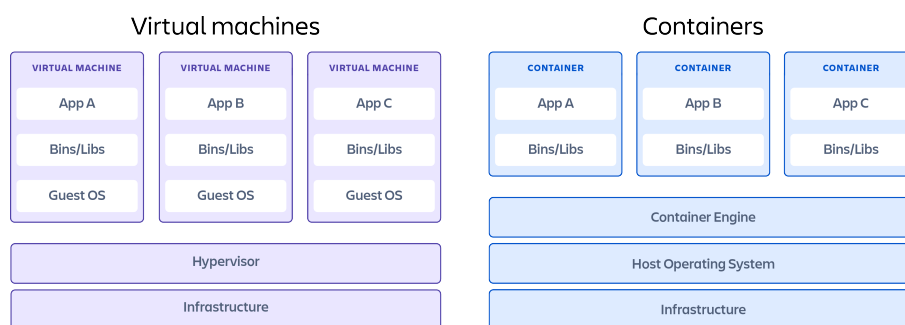 Virtual machines
VIRTUAL MACHINE
App A
Bins/Libs
Guest OS
VIRTUAL MACHINE
App B
Bins/Libs
Guest OS
VIRTUAL MACHINE
App C
Bins/Libs
Guest OS
Hypervisor
Infrastructure
Containers
CONTAINER
App A
Bins/Libs
CONTAINER
App B
Bins/Libs
CONTAINER
App C
Bins/Libs
Container Engine
Host Operating System
Infrastructure